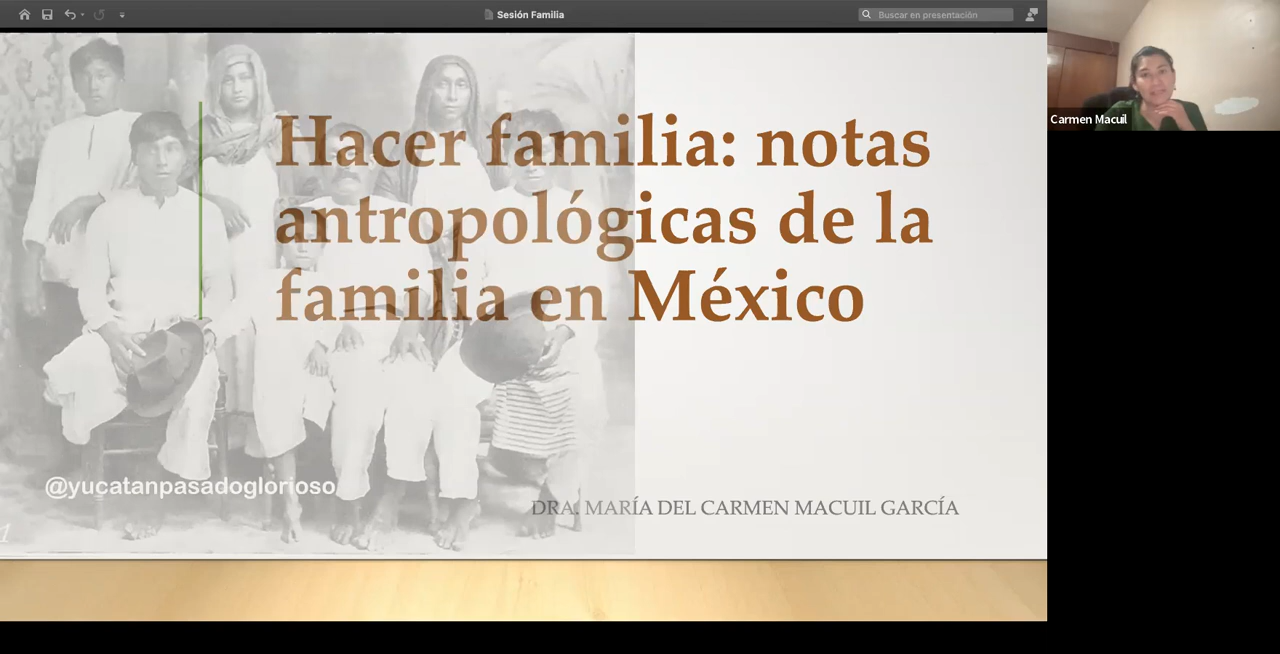 Sesión Familia
Buscar en presentación
Carmen Macuil
Hacer familia: notas
antropológicas de la
familia en México
@yucatanpasadoglorioso
DRA. MARÍA DEL CARMEN MACUIL GARCÍA
1